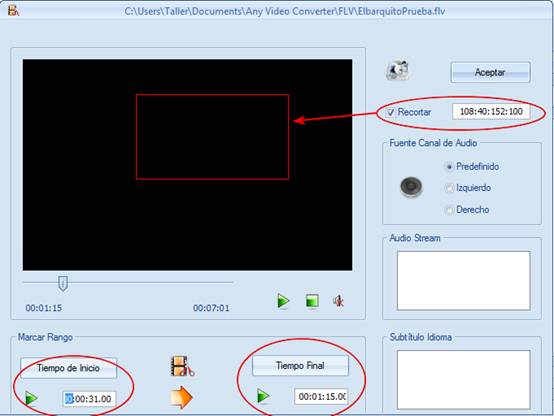 C:\Users\Taller\Documents\Any Video Converter\FLV\ElbarquitoPrueba.flv
Aceptar
Recortar 108:40:152:100
Fuente Canal de Audio
Predefinido
Izquierdo
Derecho
Audio Stream
00:01:15 00:07:01
Marcar Rango
Subtítulo Idioma
Tiempo de Inicio
Tiempo Final
00:00:31.00
00:01:15.00